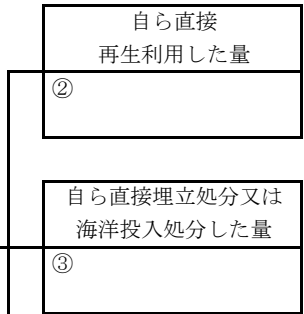 自ら直接
再生利用した量
②
自ら直接埋立処分又は
海洋投入処分した量
③